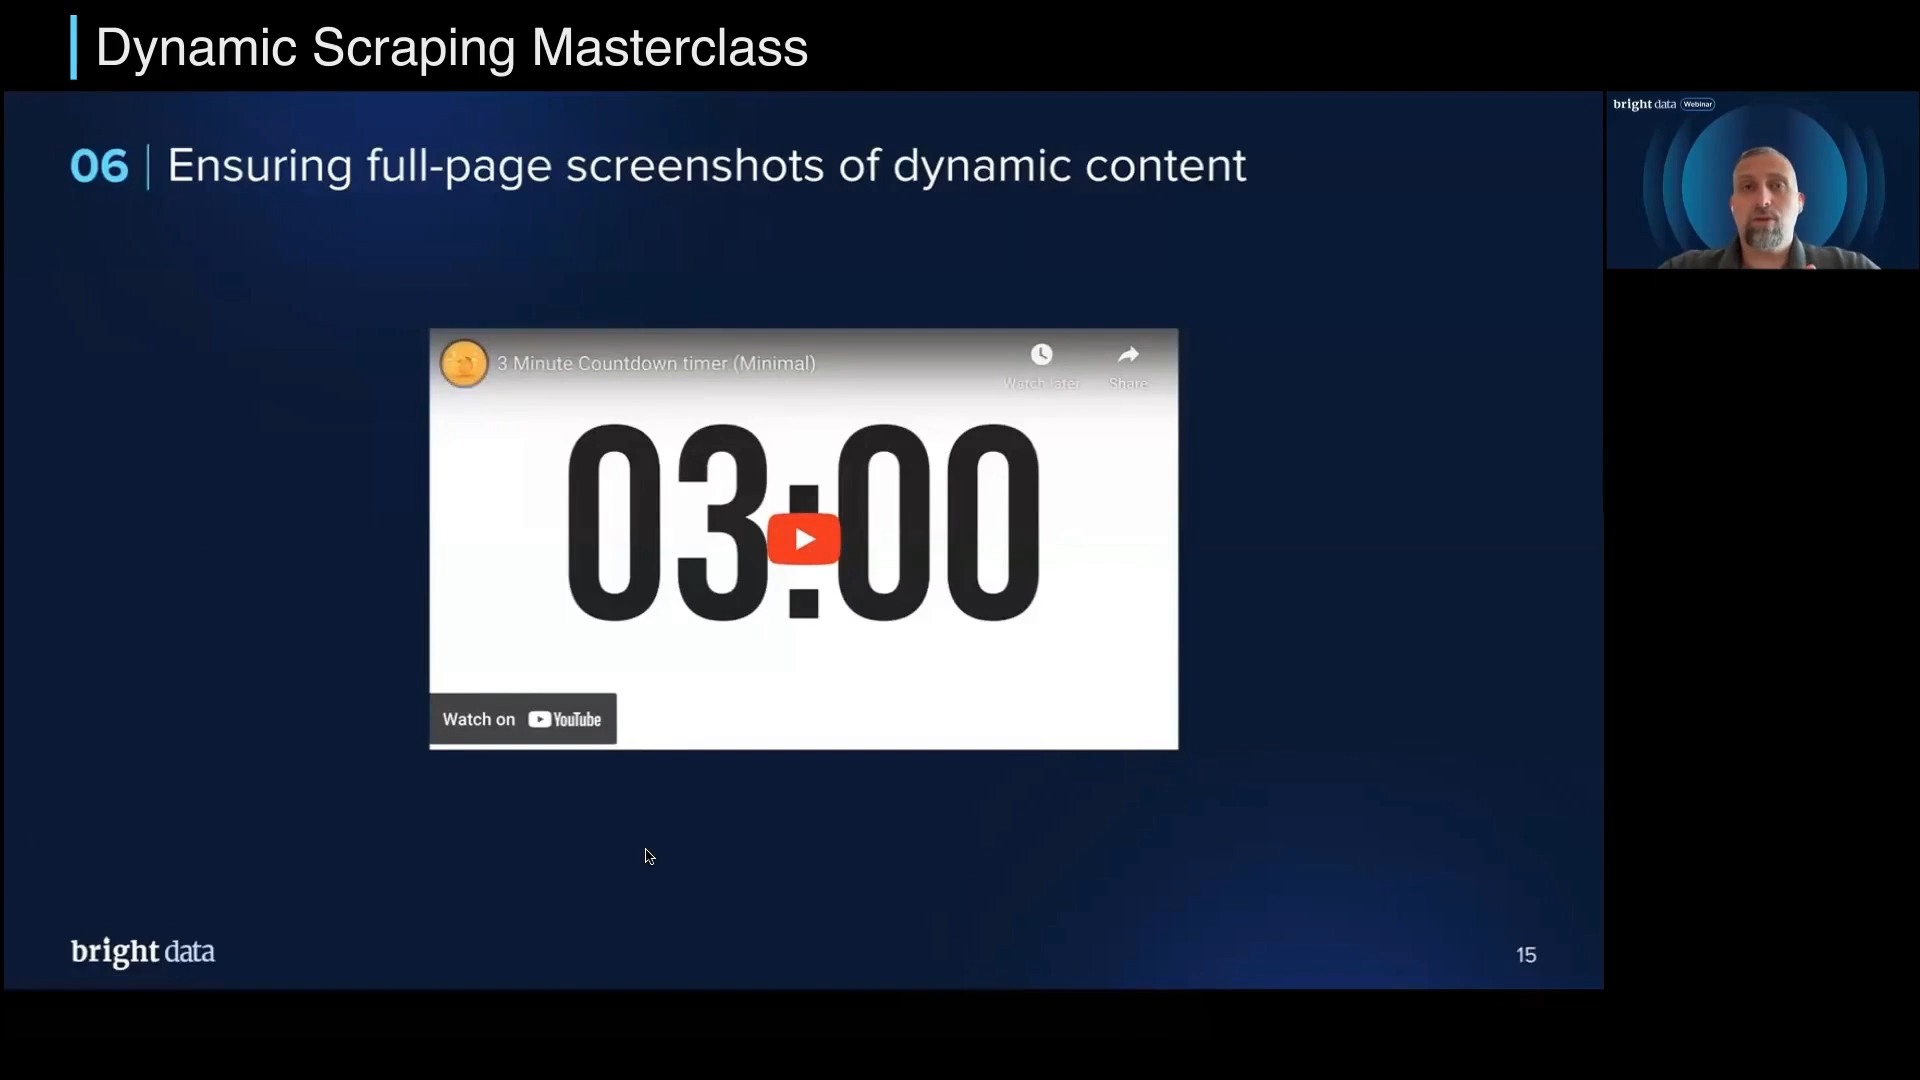 Dynamic Scraping Masterclass
bright data Webinar
06 Ensuring full-page screenshots of dynamic content
3 Minute Countdown timer (Minimal)
Watch later
Share
03:00
Watch on YouTube
bright data
15